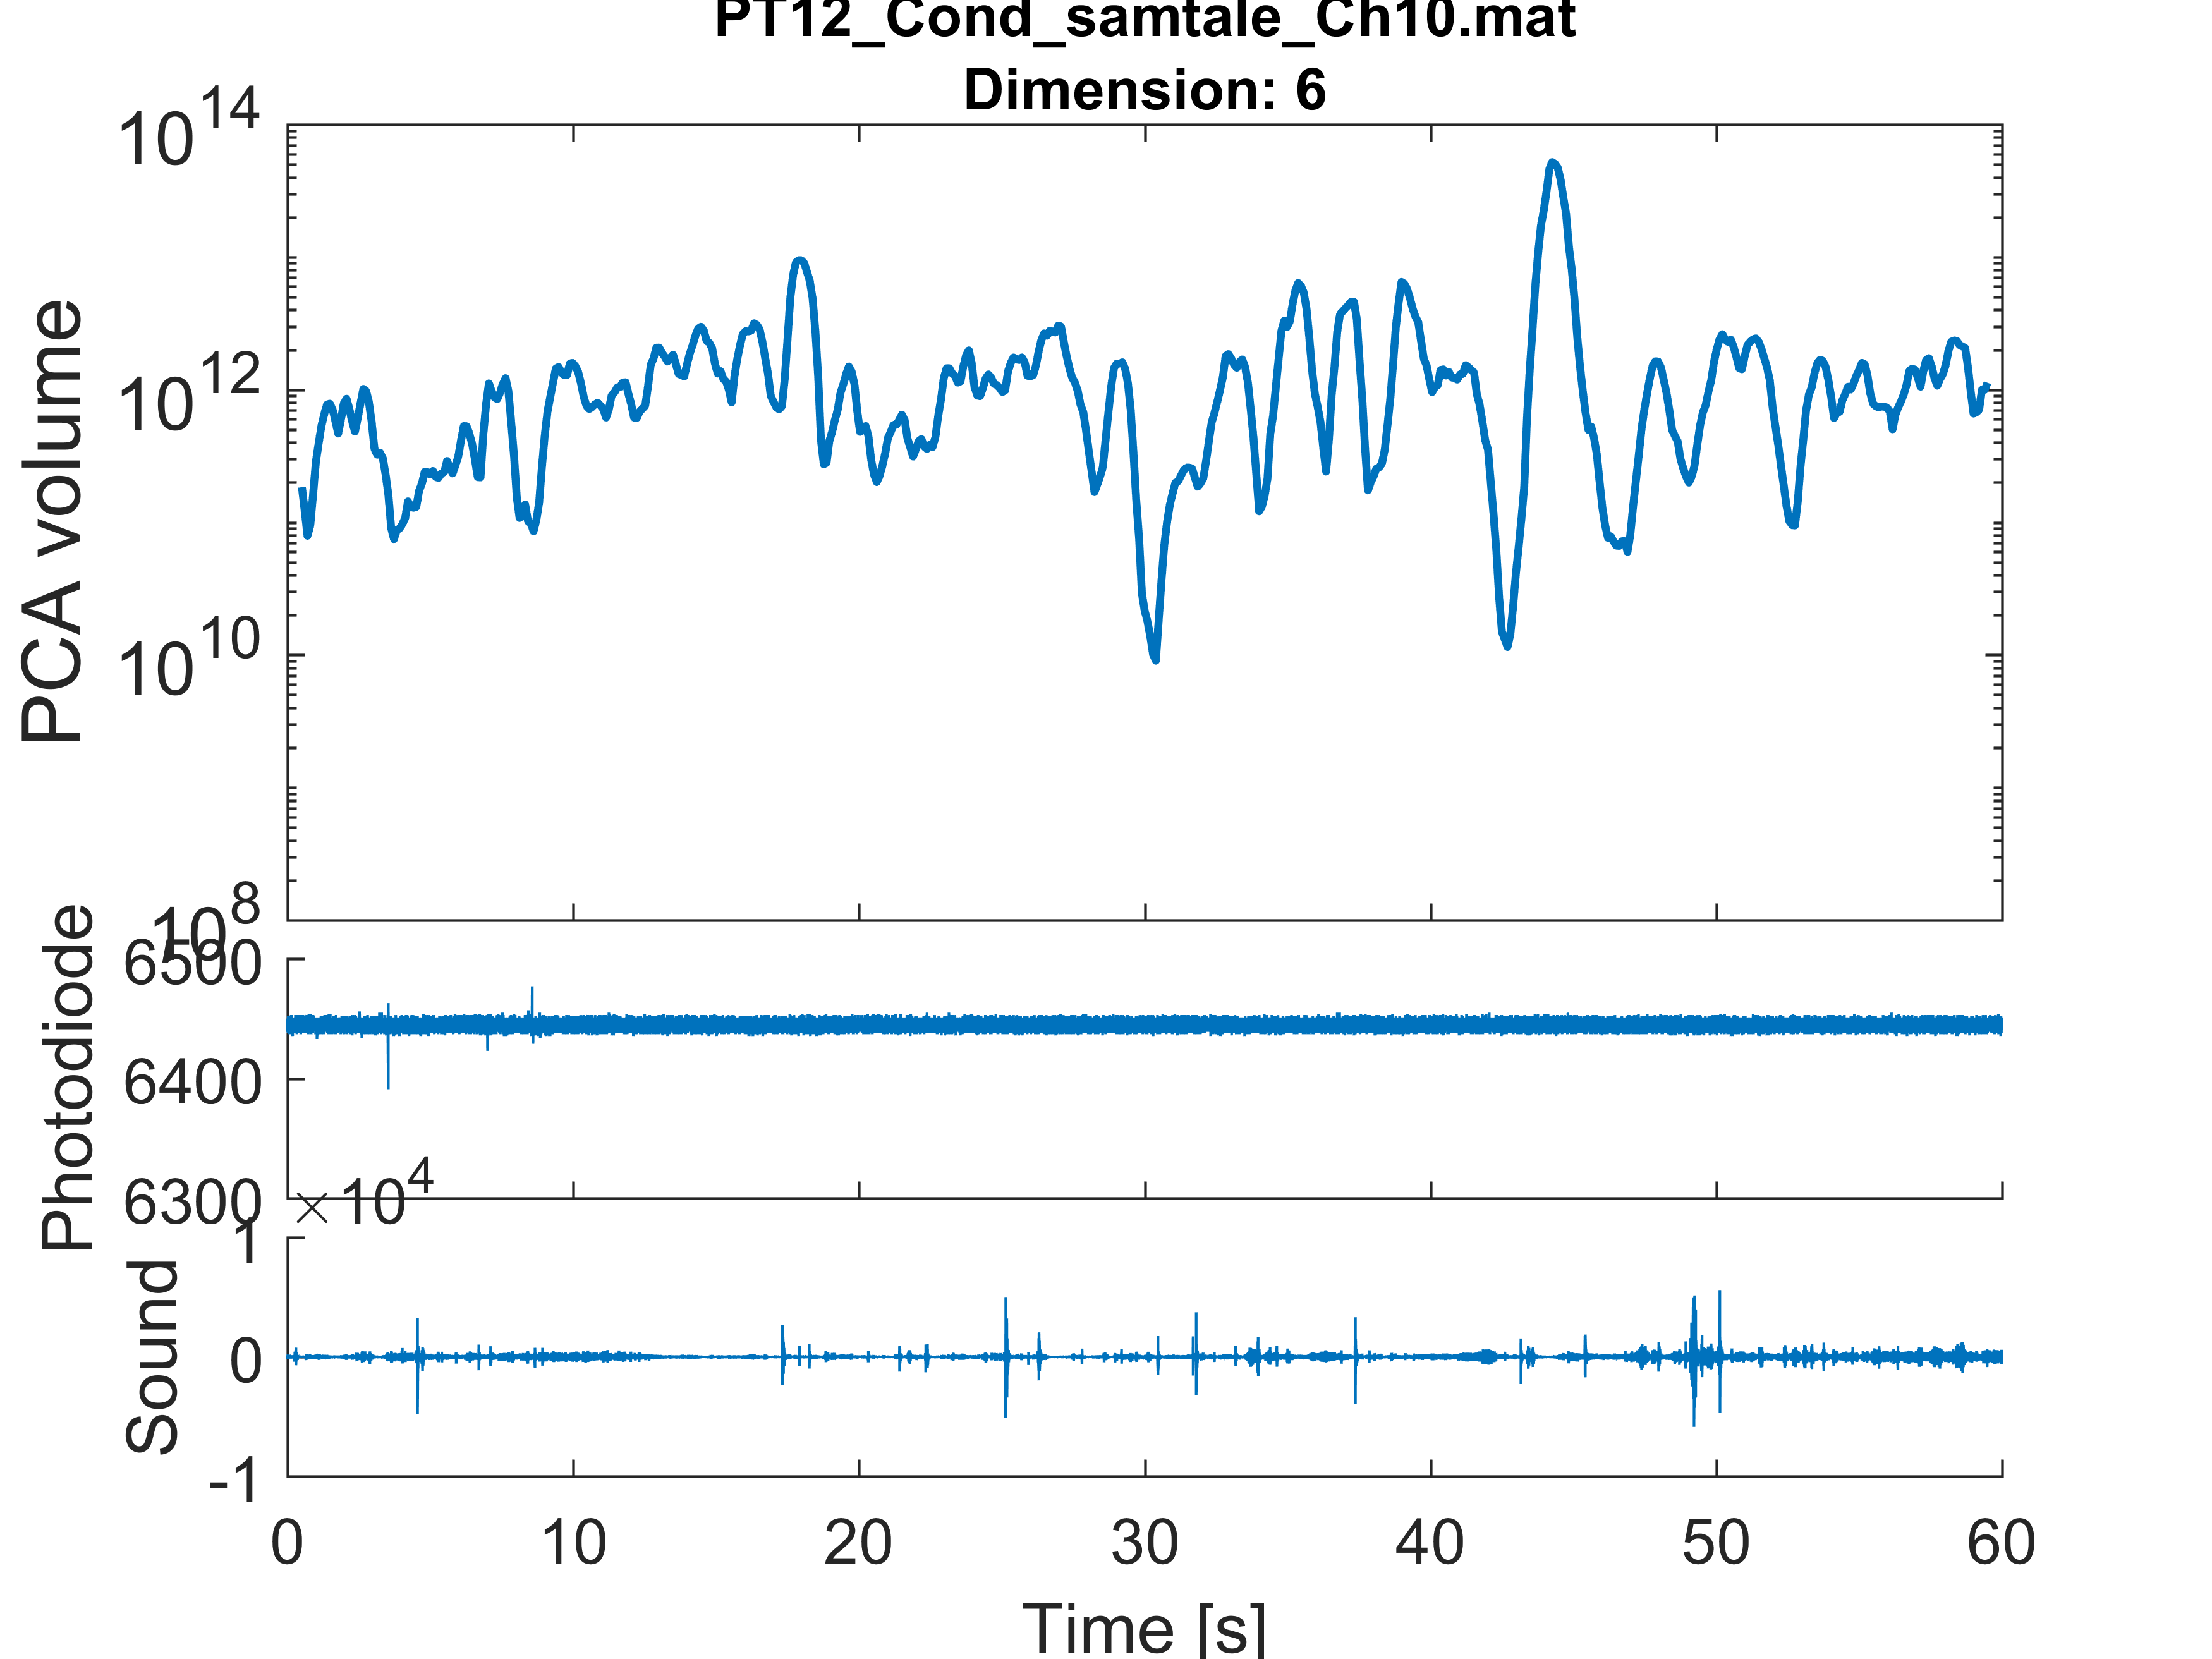 PT12_Cond_samtale_Ch10.mat
Dimension: 6
PCA volume
10^14
10^12
10^10
10^8
Photodiode
6500
6400
6300
×10^4
Sound
1
0
-1
0 10 20 30 40 50 60
Time [s]